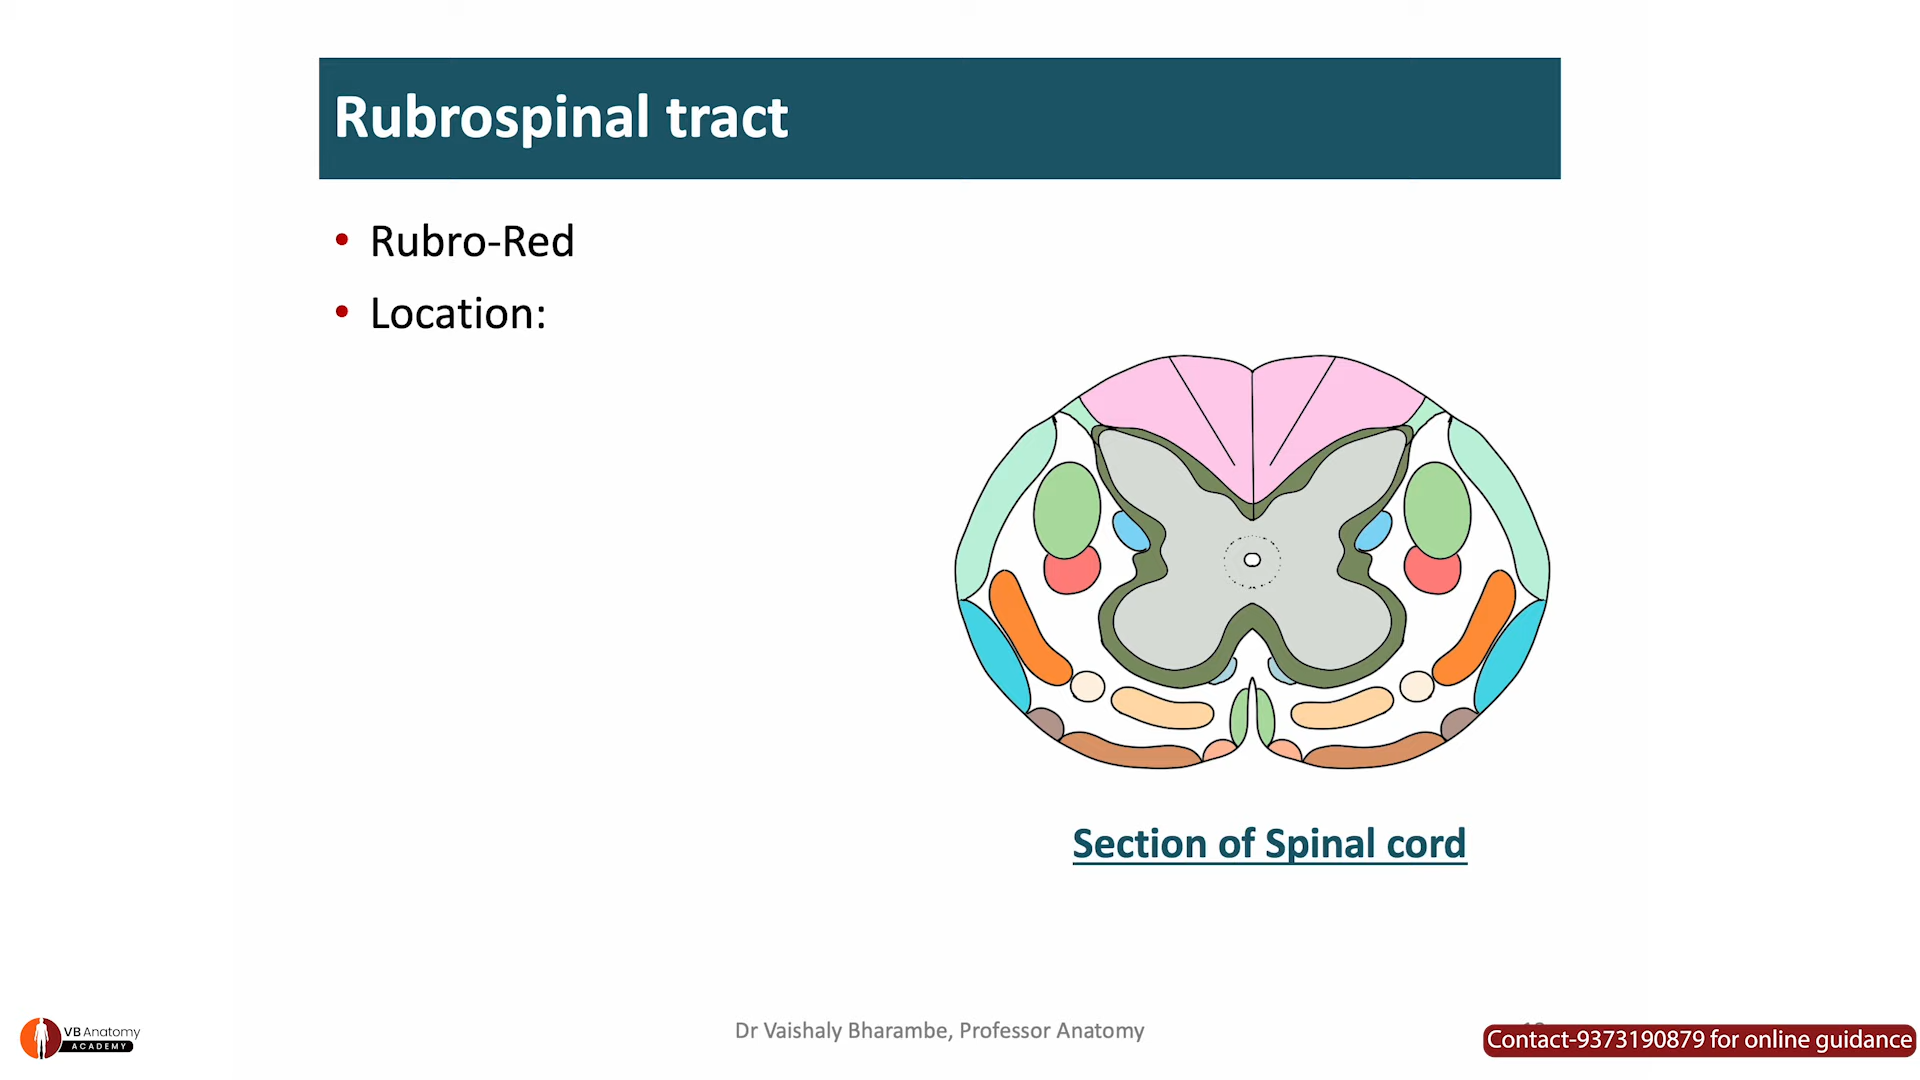 Rubrospinal tract
• Rubro-Red
• Location:
Section of Spinal cord
VB Anatomy
ACADEMY
Dr Vaishaly Bharambe, Professor Anatomy
Contact-9373190879 for online guidance